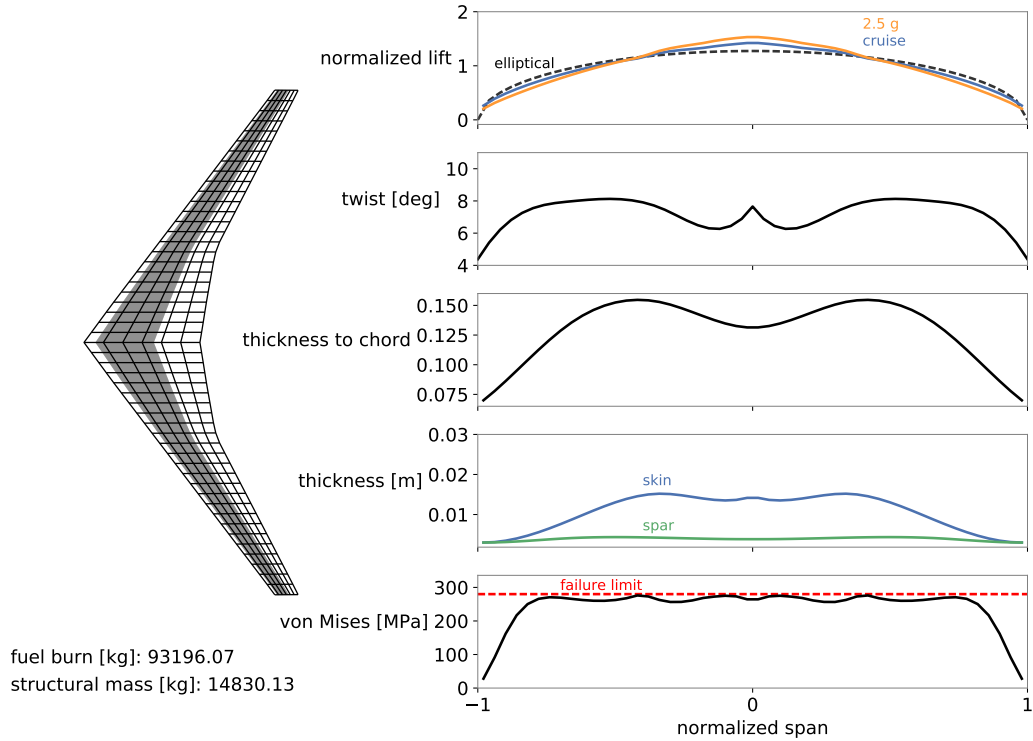 2
2.5 g
cruise
normalized lift
elliptical
1
0
−1
0
1
10
twist [deg]
8
6
4
0.150
thickness to chord
0.125
0.100
0.075
0.03
0.02
thickness [m]
skin
0.01
spar
300
failure limit
von Mises [MPa]
200
100
0
−1
0
1
normalized span
fuel burn [kg]: 93196.07
structural mass [kg]: 14830.13